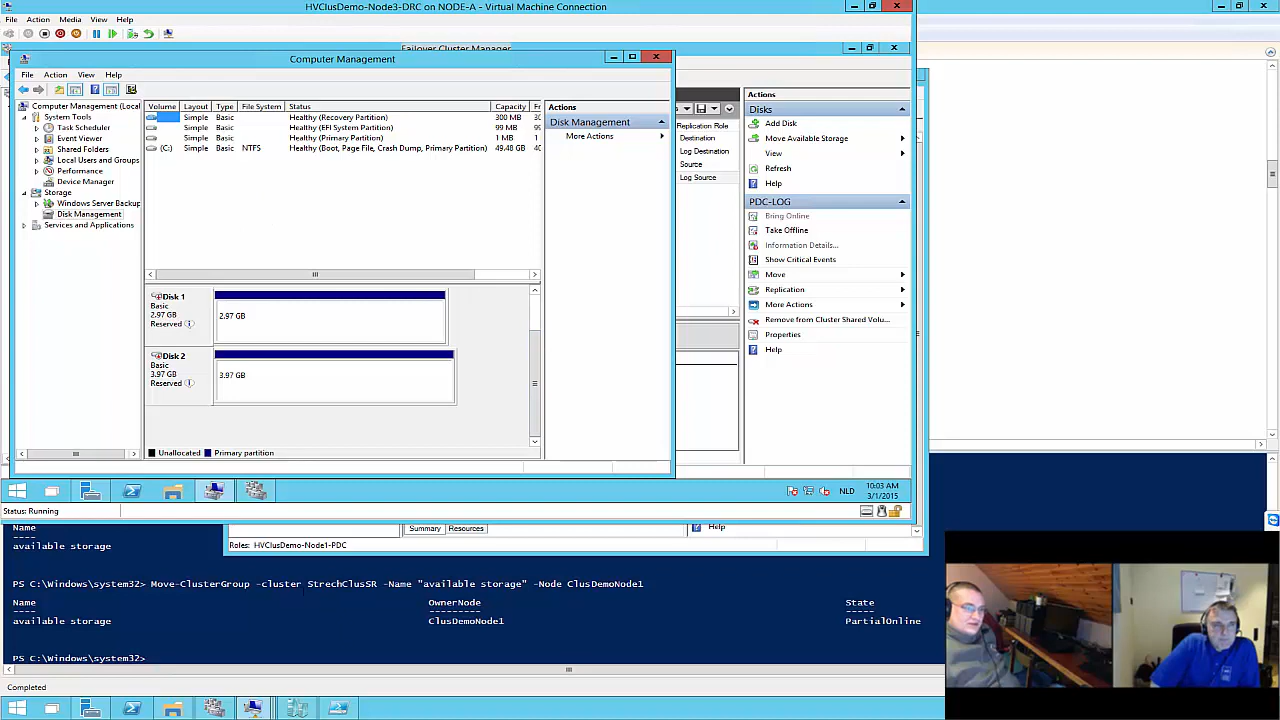 HVClusDemo-Node3-DRC on NODE-A - Virtual Machine Connection
File Action Media View Help
Failover Cluster Manager
Computer Management
File Action View Help
Computer Management (Local
System Tools
Task Scheduler
Event Viewer
Shared Folders
Local Users and Groups
Performance
Device Manager
Storage
Windows Server Backup
Disk Management
Services and Applications
Volume Layout Type File System Status Capacity
Simple Basic Healthy (Recovery Partition) 300 MB
Simple Basic Healthy (EFI System Partition) 99 MB
Simple Basic Healthy (Primary Partition) 1 MB
(C:) Simple Basic NTFS Healthy (Boot, Page File, Crash Dump, Primary Partition) 49.48 GB
Actions
Disk Management
More Actions
Disk 1
Basic
2.97 GB
Reserved
2.97 GB
Disk 2
Basic
3.97 GB
Reserved
3.97 GB
Unallocated Primary partition
Replication Role
Destination
Log Destination
Source
Log Source
Actions
Disks
Add Disk
Move Available Storage
View
Refresh
Help
PDC-LOG
Bring Online
Take Offline
Information Details...
Show Critical Events
Move
Replication
More Actions
Remove from Cluster Shared Volu...
Properties
Help
NLD
10:03 AM
3/1/2015
Status: Running
Summary Resources
Help
Roles: HVClusDemo-Node1-PDC
Name
----
available storage
PS C:\Windows\system32> Move-ClusterGroup -cluster StrechClusSR -Name "available storage" -Node ClusDemoNode1
Name OwnerNode State
---- --------- -----
available storage ClusDemoNode1 PartialOnline
PS C:\Windows\system32>
Completed